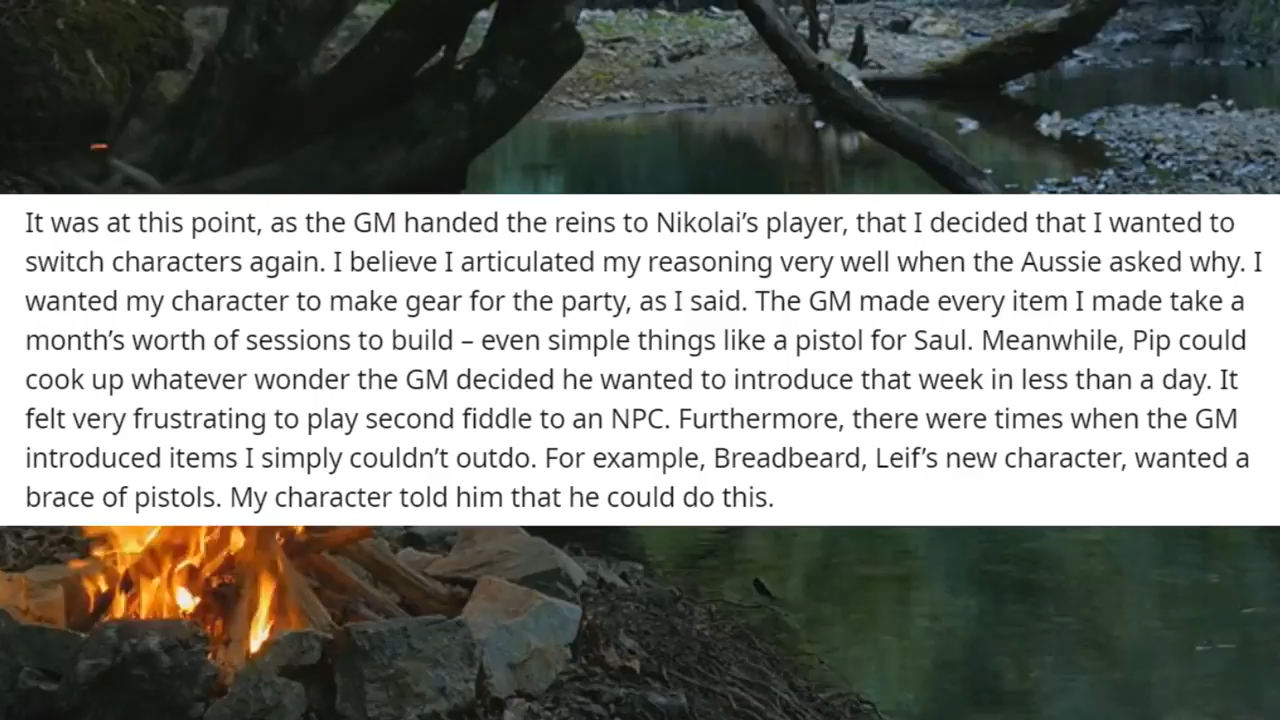 It was at this point, as the GM handed the reins to Nikolai’s player, that I decided that I wanted to
switch characters again. I believe I articulated my reasoning very well when the Aussie asked why. I
wanted my character to make gear for the party, as I said. The GM made every item I made take a
month’s worth of sessions to build – even simple things like a pistol for Saul. Meanwhile, Pip could
cook up whatever wonder the GM decided he wanted to introduce that week in less than a day. It
felt very frustrating to play second fiddle to an NPC. Furthermore, there were times when the GM
introduced items I simply couldn’t outdo. For example, Breadbeard, Leif’s new character, wanted a
brace of pistols. My character told him that he could do this.